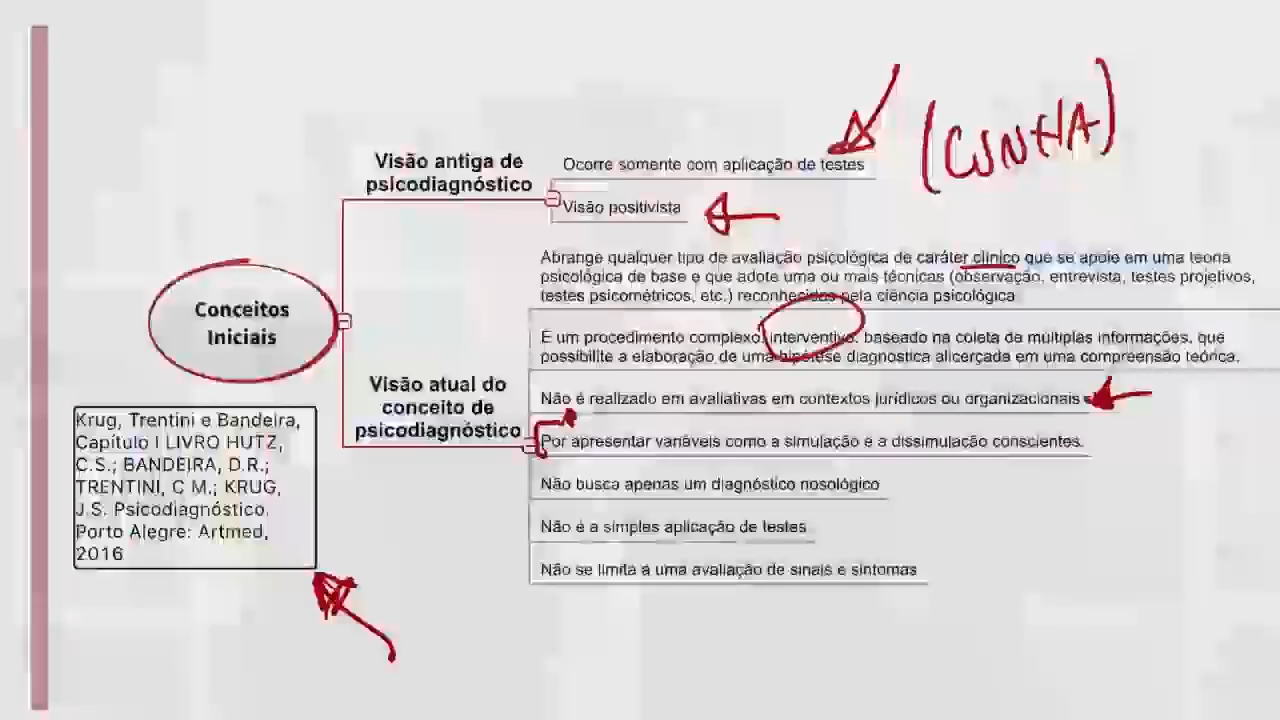 (CUNHA)
Visão antiga de
psicodiagnóstico
Ocorre somente com aplicação de testes
Visão positivista
Conceitos
Iniciais
Visão atual do
conceito de
psicodiagnóstico
Abrange qualquer tipo de avaliação psicológica de caráter clínico que se apoie em uma teoria
psicológica de base e que adote uma ou mais técnicas (observação, entrevista, testes projetivos,
testes psicométricos, etc.) reconhecidas pela ciência psicológica
É um procedimento complexo, interventivo, baseado na coleta de múltiplas informações, que
possibilite a elaboração de uma hipótese diagnóstica alicerçada em uma compreensão teórica.
Não é realizado em avaliativas em contextos jurídicos ou organizacionais
Por apresentar variáveis como a simulação e a dissimulação conscientes.
Não busca apenas um diagnóstico nosológico
Não é a simples aplicação de testes
Não se limita a uma avaliação de sinais e sintomas
Krug, Trentini e Bandeira,
Capítulo I LIVRO HUTZ,
C.S.; BANDEIRA, D.R.;
TRENTINI, C M.; KRUG,
J.S. Psicodiagnóstico.
Porto Alegre: Artmed,
2016